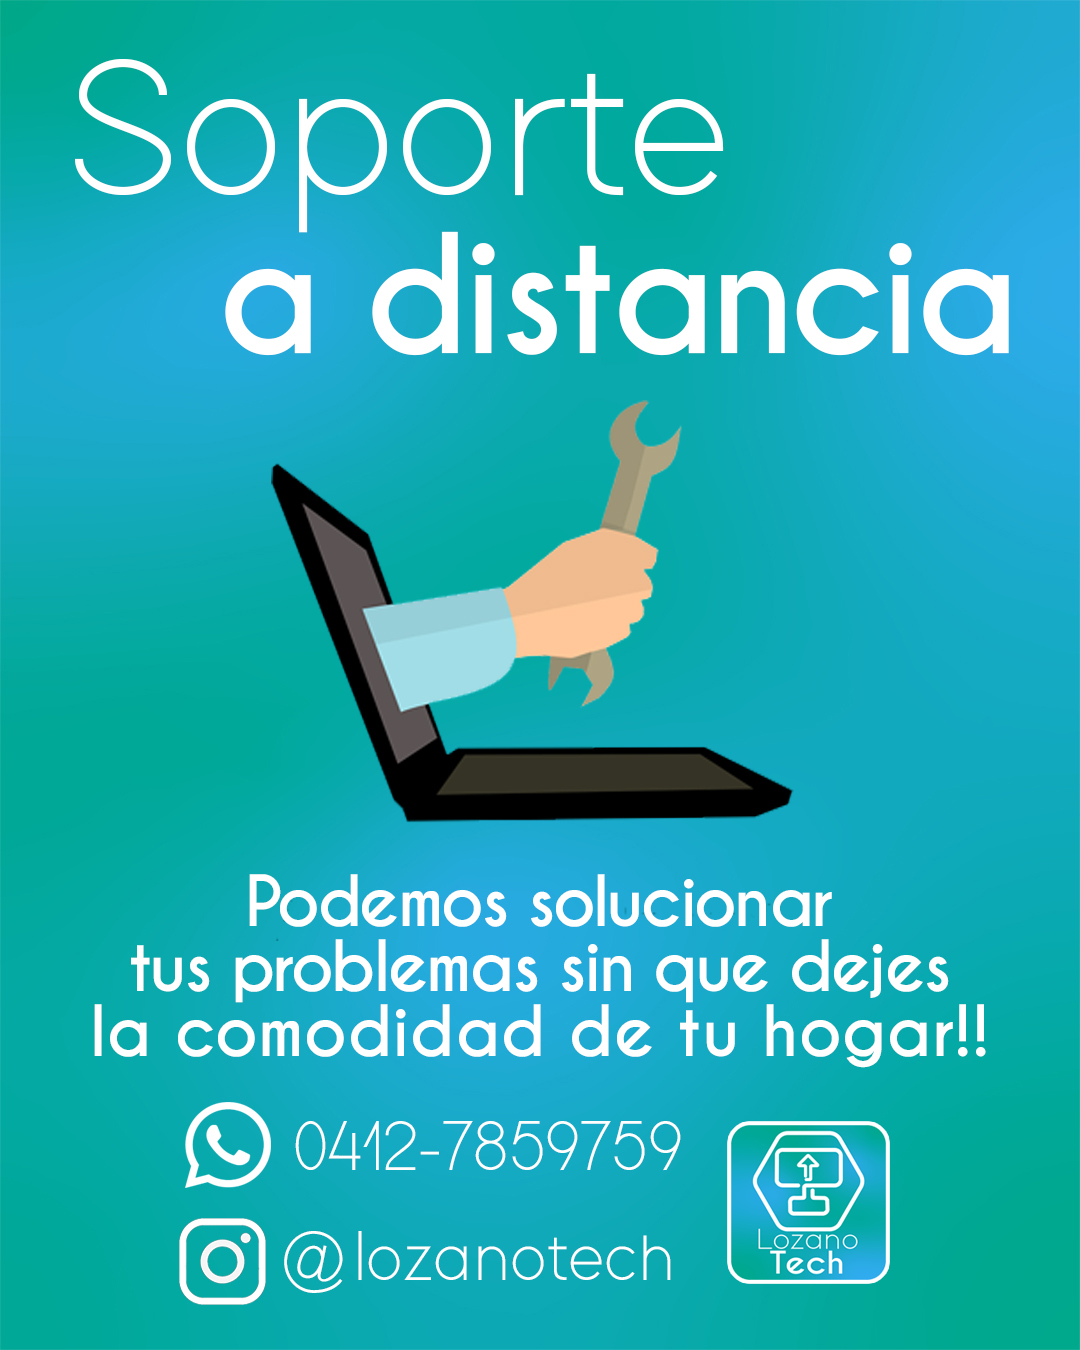 Soporte
a distancia
Podemos solucionar
tus problemas sin que dejes
la comodidad de tu hogar!!
0412-7859759
@lozanotech
Lozano
Tech